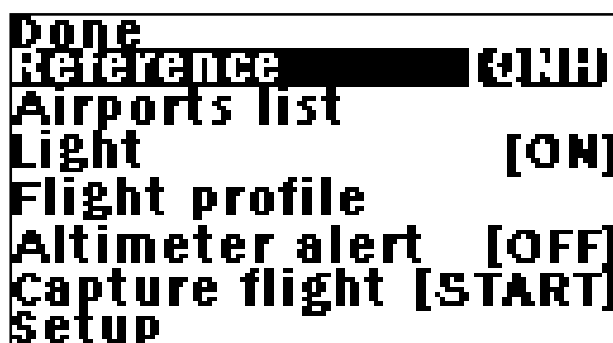 Done
Reference (QNH)
Airports list
Light [ON]
Flight profile
Altimeter alert [OFF]
Capture flight [START]
Setup